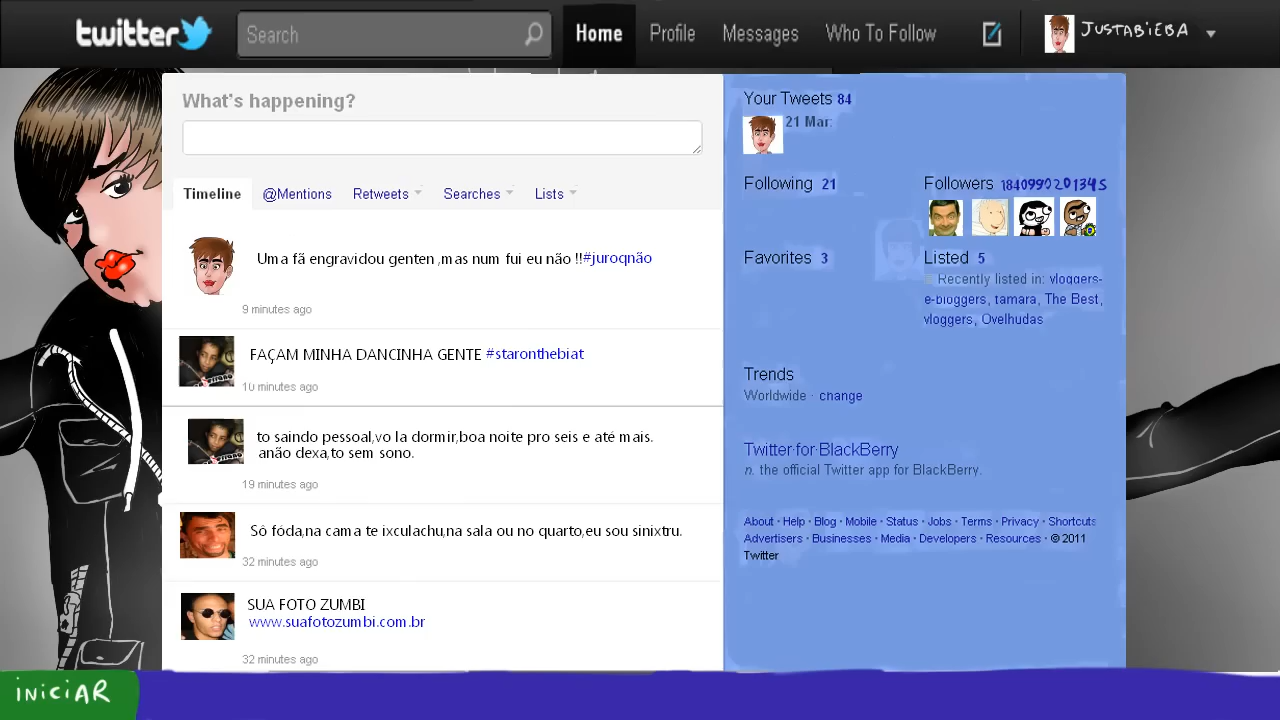 twitter
Search
Home
Profile
Messages
Who To Follow
JUSTABIEBA
What's happening?
Timeline
@Mentions
Retweets
Searches
Lists
Uma fã engravidou genten ,mas num fui eu não !!#juroqnão
9 minutes ago
FAÇAM MINHA DANCINHA GENTE #staronthebiat
10 minutes ago
to saindo pessoal,vo la dormir,boa noite pro seis e até mais.
anão dexa,to sem sono.
19 minutes ago
Sô fóda,na cama te ixculachu,na sala ou no quarto,eu sou sinixtru.
32 minutes ago
SUA FOTO ZUMBI
www.suafotozumbi.com.br
32 minutes ago
Your Tweets 84
21 Mar:
Following 21
Followers 184099020134S
Favorites 3
Listed 5
Recently listed in: vloggers-
e-bloggers, tamara, The Best,
vloggers, Ovelhudas
Trends
Worldwide · change
Twitter for BlackBerry
n. the official Twitter app for BlackBerry.
About · Help · Blog · Mobile · Status · Jobs · Terms · Privacy · Shortcuts
Advertisers · Businesses · Media · Developers · Resources · © 2011
Twitter
iNiCiAR